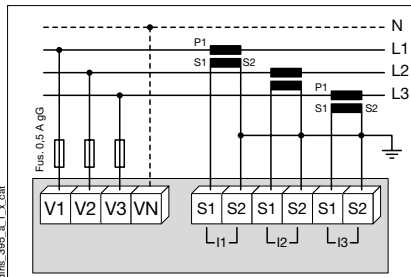 N
P1
L1
S1 S2
L2
P1
L3
S1 S2
Fus. 0,5 A gG
V1 V2 V3 VN S1 S2 S1 S2 S1 S2
I1 I2 I3